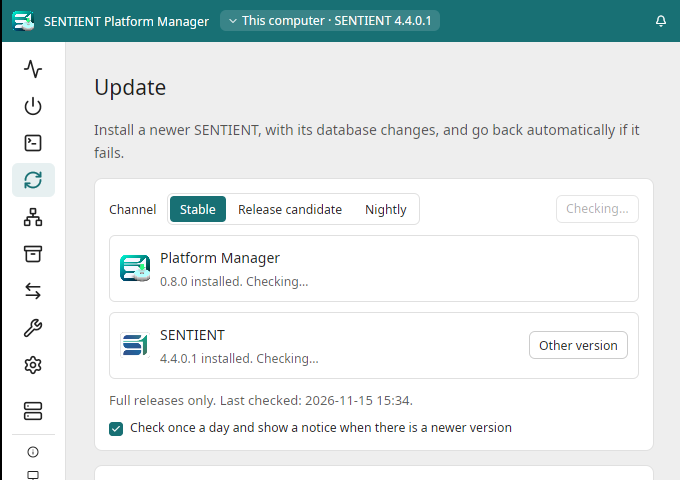 SENTIENT Platform Manager
This computer · SENTIENT 4.4.0.1
Update
Install a newer SENTIENT, with its database changes, and go back automatically if it
fails.
Channel
Stable
Release candidate
Nightly
Checking...
Platform Manager
0.8.0 installed. Checking...
SENTIENT
4.4.0.1 installed. Checking...
Other version
Full releases only. Last checked: 2026-11-15 15:34.
Check once a day and show a notice when there is a newer version